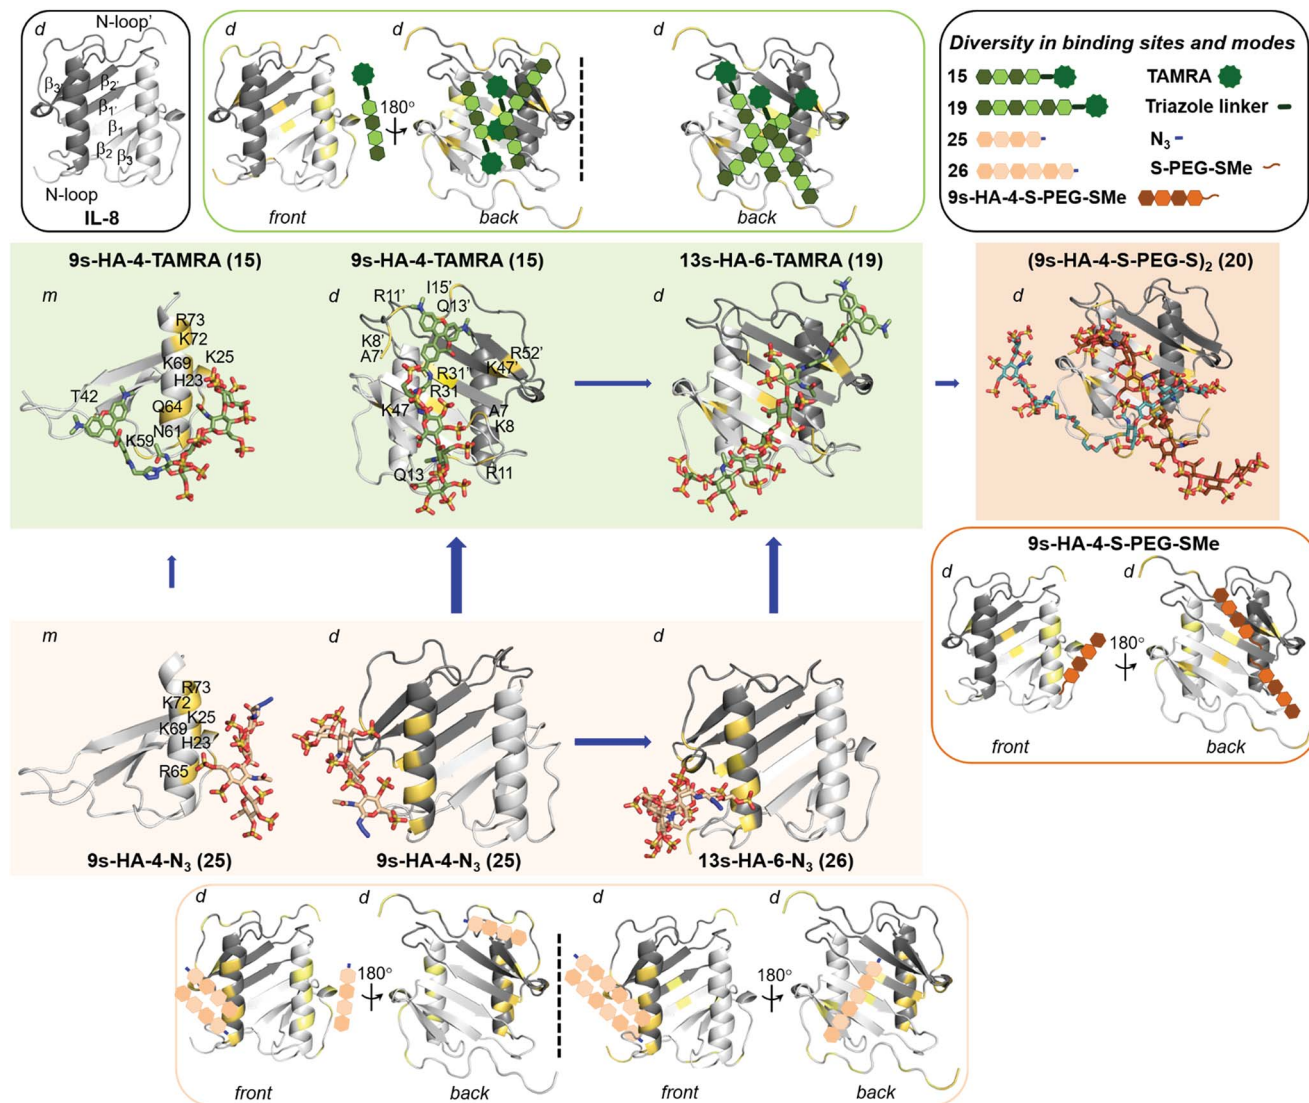 d
N-loop'
β3'
β2'
β1'
β1
β2
β3
N-loop
IL-8
d
front
180°
d
back
d
back
Diversity in binding sites and modes
15
TAMRA
19
Triazole linker
25
N3
26
S-PEG-SMe
9s-HA-4-S-PEG-SMe
9s-HA-4-TAMRA (15)
m
R73
K72
K25
K69
H23
T42
Q64
K59
N61
9s-HA-4-TAMRA (15)
d
R11'
I15'
Q13'
K8'
A7'
R52'
K47'
R31'
R31
K47
A7
K8
Q13
R11
13s-HA-6-TAMRA (19)
d
(9s-HA-4-S-PEG-S)2 (20)
d
9s-HA-4-S-PEG-SMe
d
front
180°
d
back
m
R73
K72
K25
K69
H23
R65
9s-HA-4-N3 (25)
d
9s-HA-4-N3 (25)
d
13s-HA-6-N3 (26)
d
front
180°
d
back
d
front
180°
d
back